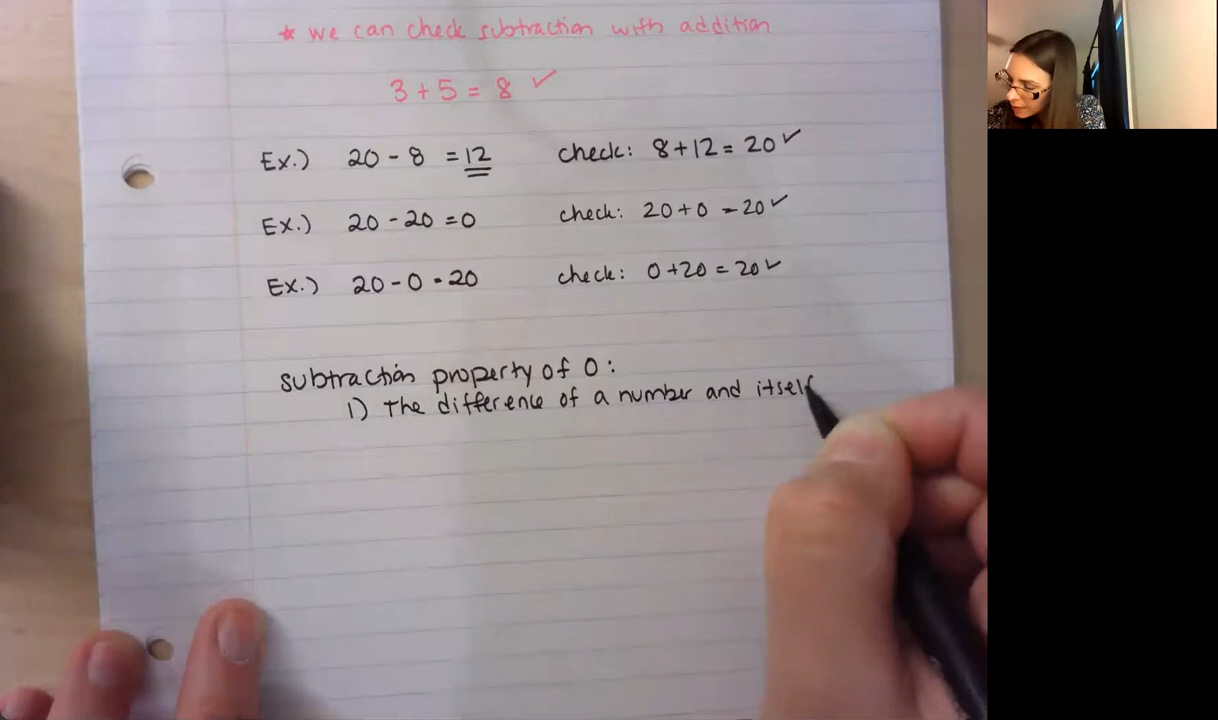 * we can check subtraction with addition
3 + 5 = 8 ✓
Ex.) 20 - 8 = 12 check: 8 + 12 = 20 ✓
Ex.) 20 - 20 = 0 check: 20 + 0 = 20 ✓
Ex.) 20 - 0 = 20 check: 0 + 20 = 20 ✓
subtraction property of 0:
1) the difference of a number and itself